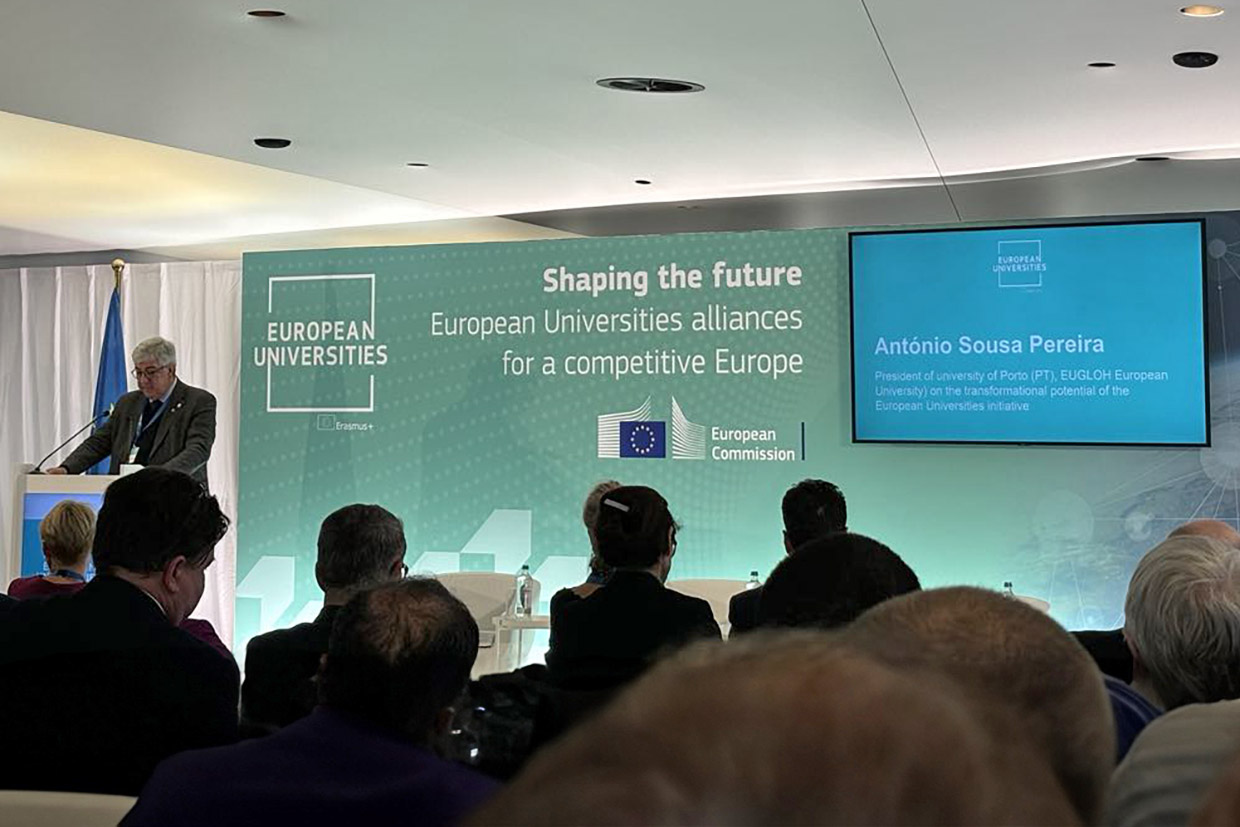 EUROPEAN
UNIVERSITIES
Erasmus+
Shaping the future
European Universities alliances
for a competitive Europe
European
Commission
EUROPEAN
UNIVERSITIES
António Sousa Pereira
President of university of Porto (PT), EUGLOH European
University) on the transformational potential of the
European Universities initiative